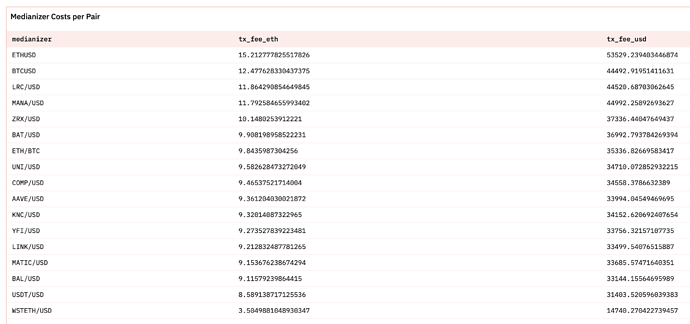 Medianizer Costs per Pair
medianizer tx_fee_eth tx_fee_usd
ETHUSD 15.212777825517826 53529.239403446874
BTCUSD 12.477628330437375 44492.91951411631
LRC/USD 11.864290854649845 44520.68703062645
MANA/USD 11.792584655993402 44992.25892693627
ZRX/USD 10.1480253912221 37336.44047649437
BAT/USD 9.908198958522231 36992.793784269394
ETH/BTC 9.8435987304256 35336.82669583417
UNI/USD 9.582628473272049 34710.072852932215
COMP/USD 9.46537521714004 34558.3786632389
AAVE/USD 9.361204030021872 33994.04549469695
KNC/USD 9.32014087322965 34152.620692407654
YFI/USD 9.273527839223481 33756.32157107735
LINK/USD 9.212832487781265 33499.54076515887
MATIC/USD 9.153676238674294 33685.57471640351
BAL/USD 9.11579239864415 33144.15564695989
USDT/USD 8.589138717125536 31403.520596039383
WSTETH/USD 3.5049881048930347 14740.270422739457